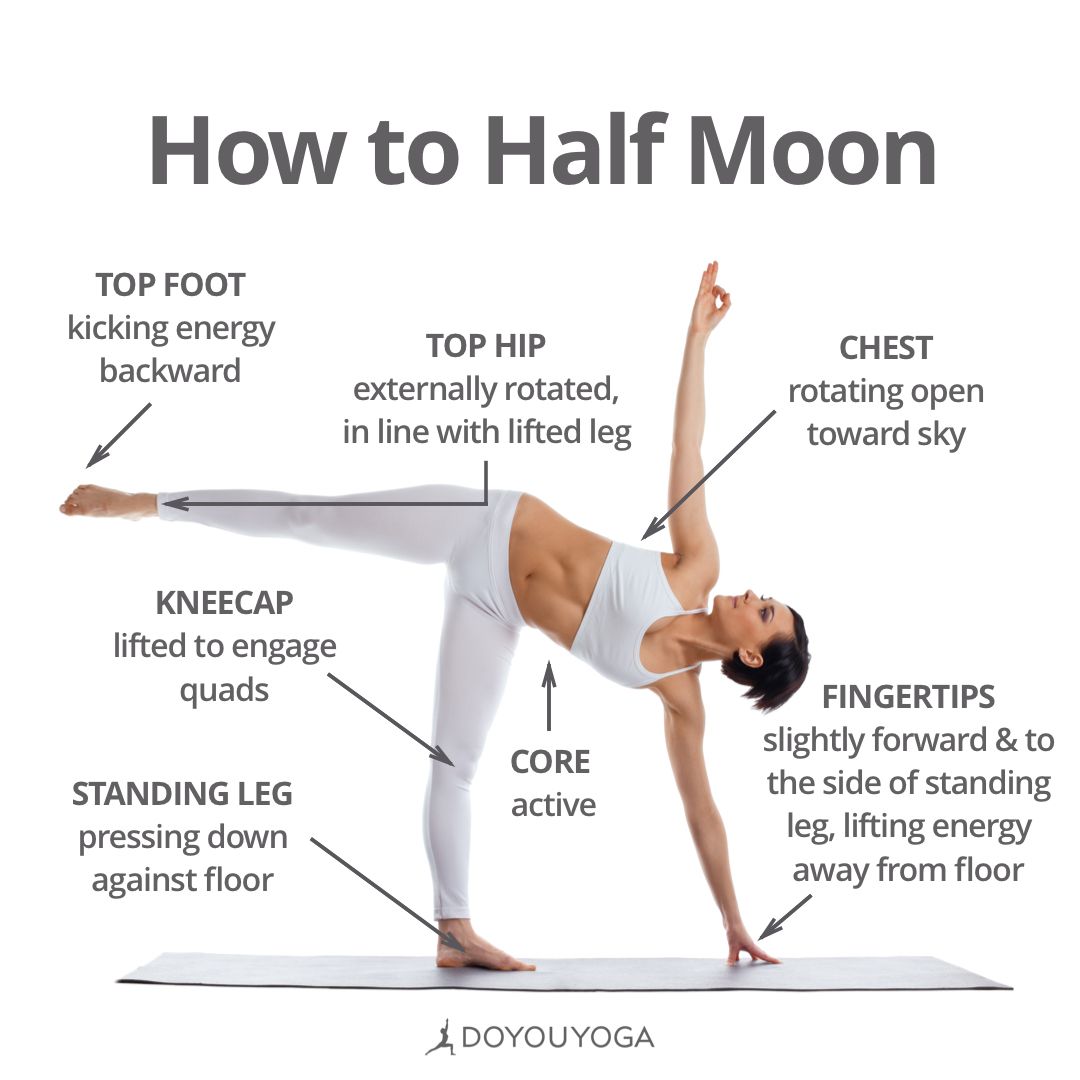 How to Half Moon
TOP FOOT
kicking energy
backward
TOP HIP
externally rotated,
in line with lifted leg
CHEST
rotating open
toward sky
KNEECAP
lifted to engage
quads
CORE
active
FINGERTIPS
slightly forward & to
the side of standing
leg, lifting energy
away from floor
STANDING LEG
pressing down
against floor
DOYOUYOGA